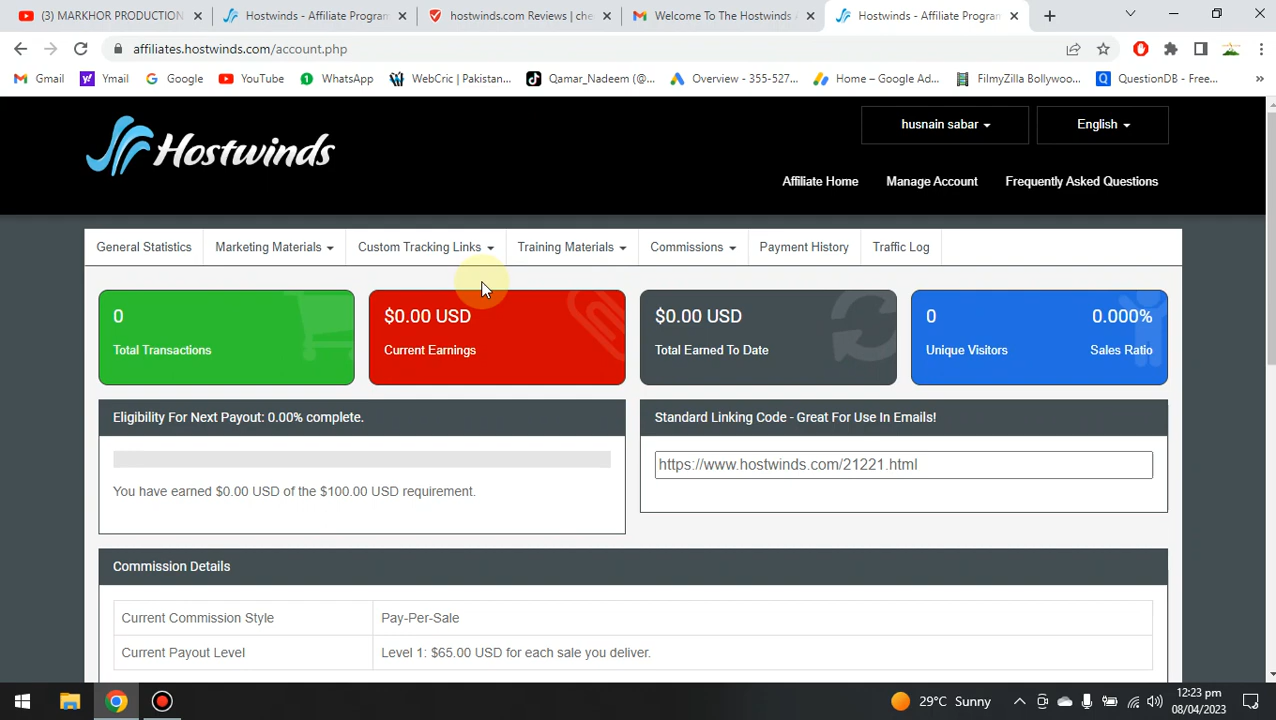 (3) MARKHOR PRODUCTION
Hostwinds - Affiliate Program
hostwinds.com Reviews | che
Welcome To The Hostwinds A
Hostwinds - Affiliate Program
affiliates.hostwinds.com/account.php
Gmail
Ymail
Google
YouTube
WhatsApp
WebCric | Pakistan...
Qamar_Nadeem (@...
Overview - 355-527...
Home – Google Ad...
FilmyZilla Bollywoo...
QuestionDB - Free...
»
Hostwinds
husnain sabar
English
Affiliate Home
Manage Account
Frequently Asked Questions
General Statistics
Marketing Materials
Custom Tracking Links
Training Materials
Commissions
Payment History
Traffic Log
0
Total Transactions
$0.00 USD
Current Earnings
$0.00 USD
Total Earned To Date
0 0.000%
Unique Visitors Sales Ratio
Eligibility For Next Payout: 0.00% complete.
You have earned $0.00 USD of the $100.00 USD requirement.
Standard Linking Code - Great For Use In Emails!
https://www.hostwinds.com/21221.html
Commission Details
Current Commission Style Pay-Per-Sale
Current Payout Level Level 1: $65.00 USD for each sale you deliver.
29°C Sunny
12:23 pm
08/04/2023